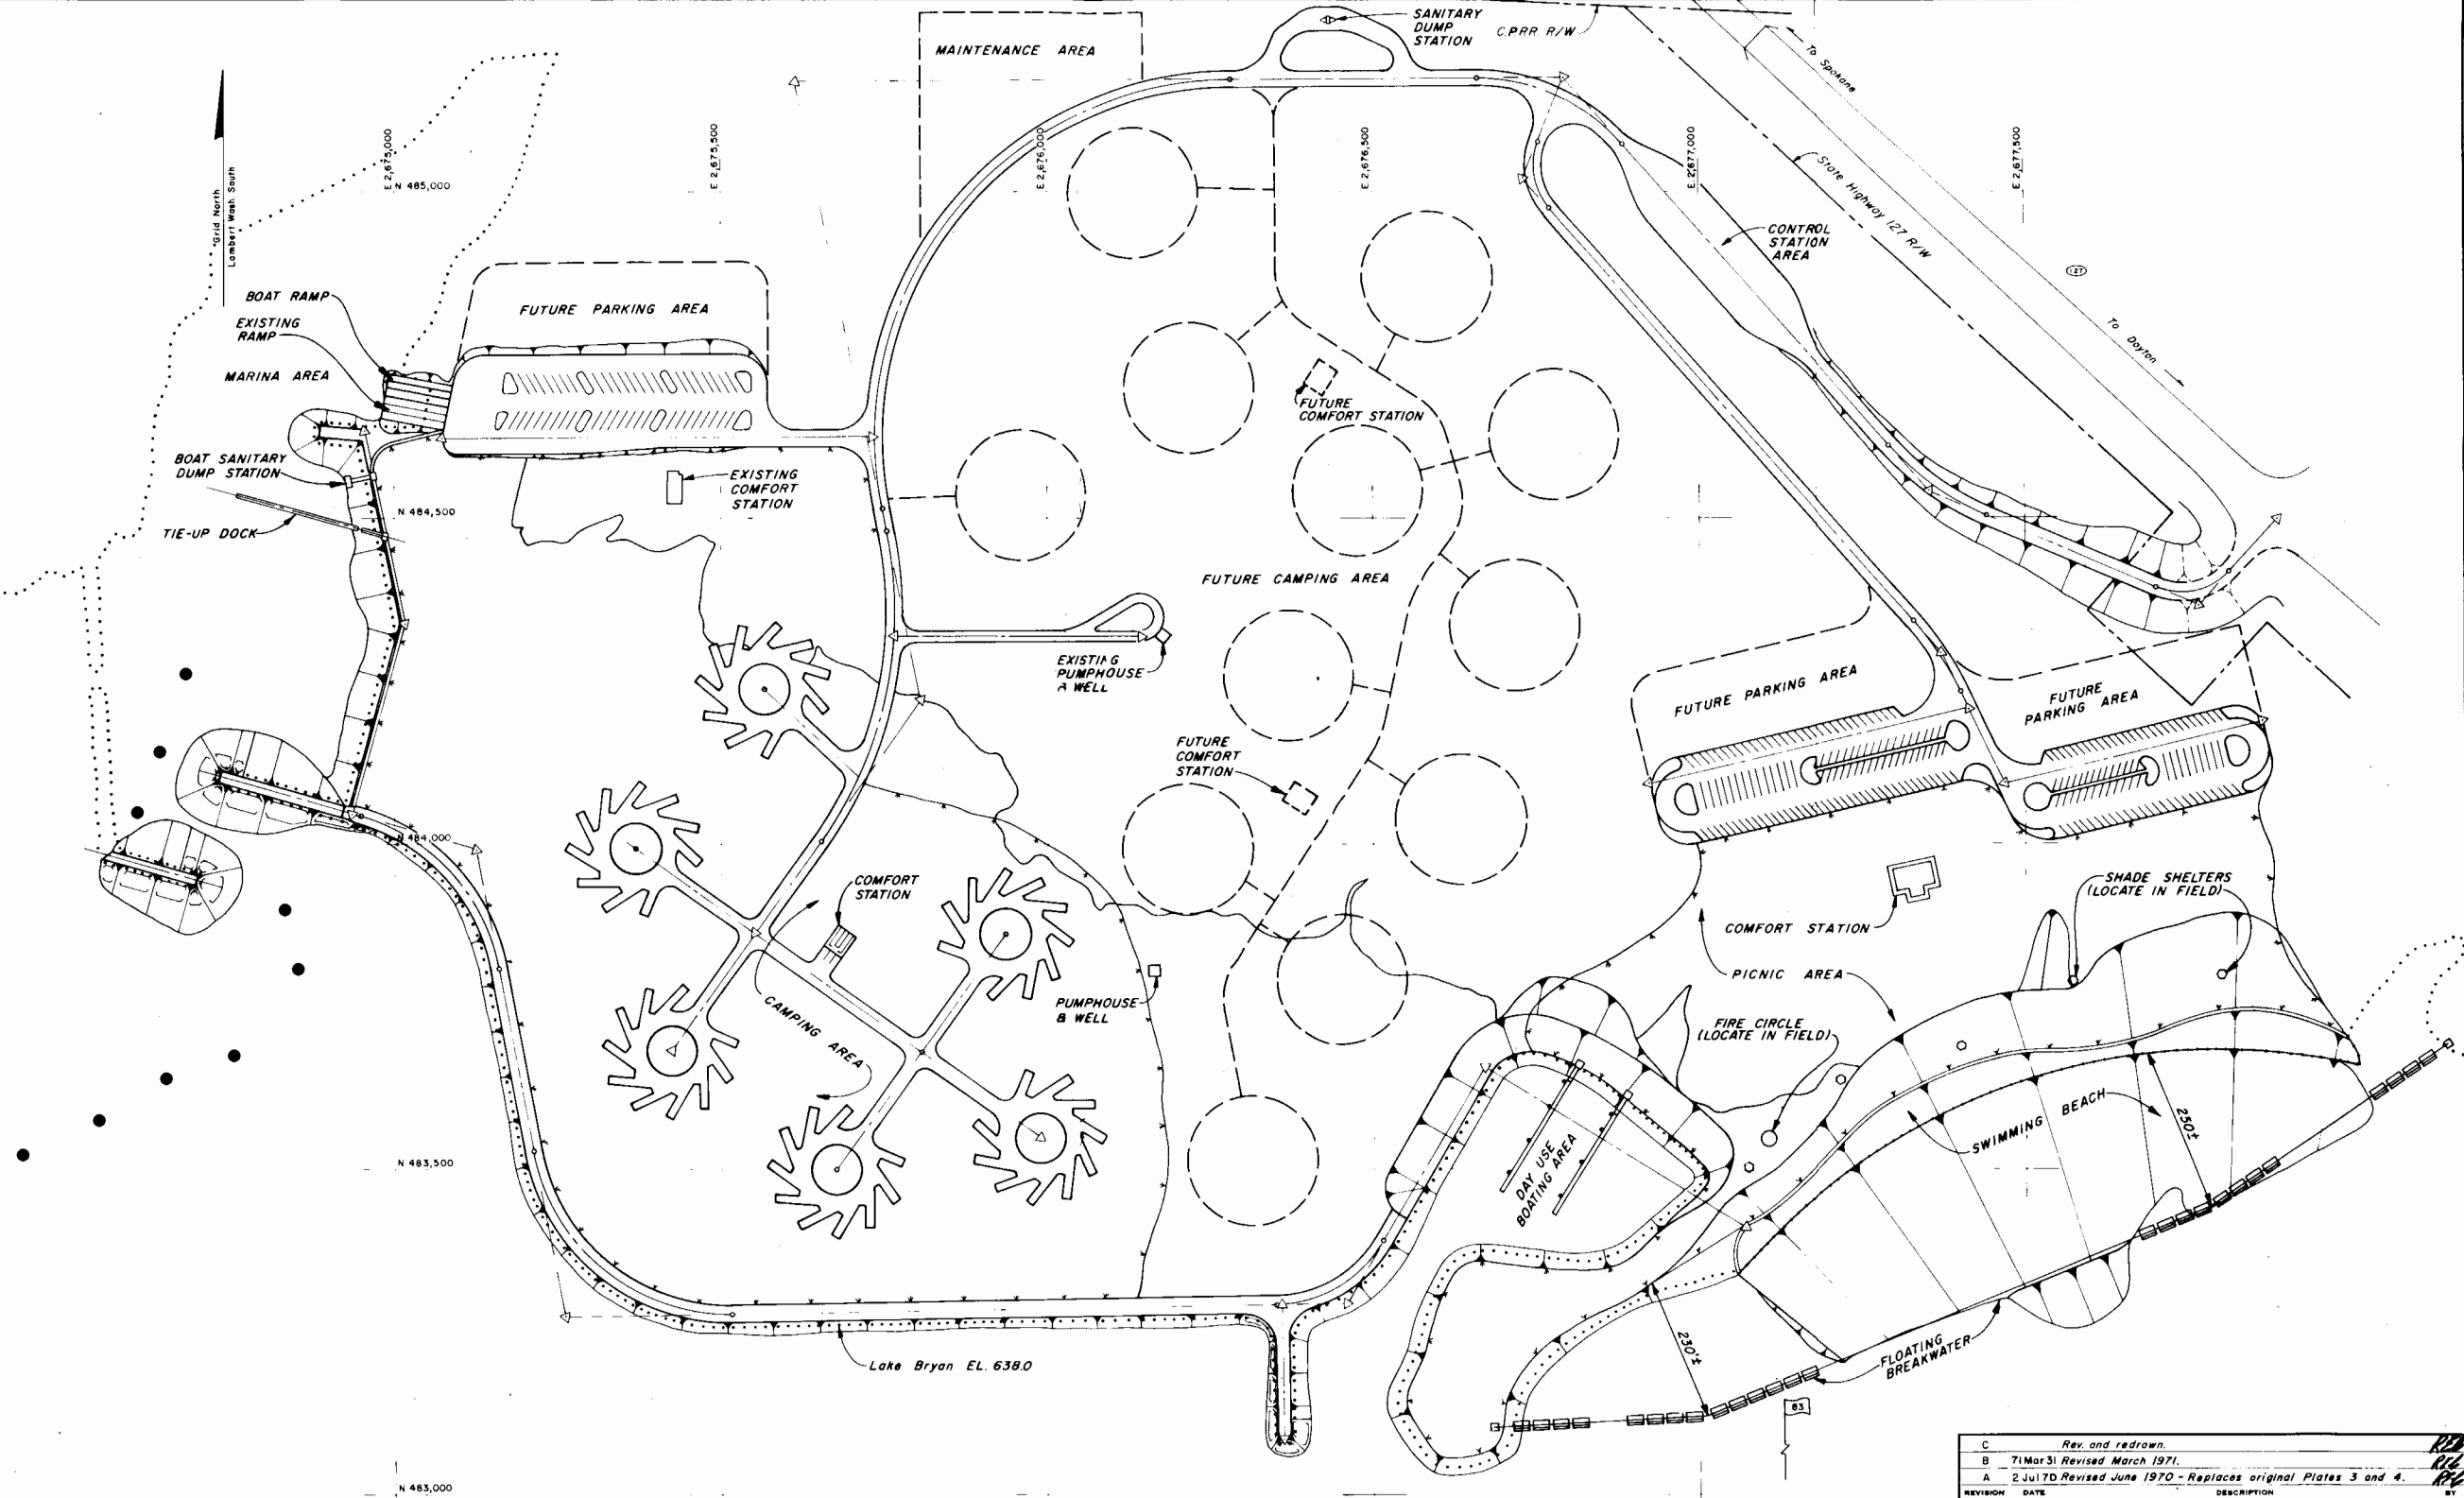 SANITARY
DUMP
STATION
C.P.R.R. R/W
MAINTENANCE AREA
To Spokane
State Highway 127 R/W
127
To Dayton
Grid North
Lambert Wash. South
E 2,675,000
E 2,675,500
E 2,676,000
E 2,676,500
E 2,677,000
E 2,677,500
N 485,000
CONTROL
STATION
AREA
BOAT RAMP
EXISTING
RAMP
MARINA AREA
FUTURE PARKING AREA
FUTURE
COMFORT STATION
BOAT SANITARY
DUMP STATION
EXISTING
COMFORT
STATION
N 484,500
TIE-UP DOCK
FUTURE CAMPING AREA
EXISTING
PUMPHOUSE
& WELL
FUTURE PARKING AREA
FUTURE
PARKING AREA
FUTURE
COMFORT
STATION
N 484,000
COMFORT
STATION
SHADE SHELTERS
(LOCATE IN FIELD)
COMFORT STATION
PICNIC AREA
CAMPING AREA
PUMPHOUSE
& WELL
FIRE CIRCLE
(LOCATE IN FIELD)
SWIMMING BEACH
250'±
DAY USE
BOATING AREA
N 483,500
230'±
FLOATING
BREAKWATER
Lake Bryan EL. 638.0
83
N 483,000
C Rev. and redrawn.
B 71Mar31 Revised March 1971.
A 2Jul70 Revised June 1970 - Replaces original Plates 3 and 4.
REVISION DATE DESCRIPTION BY